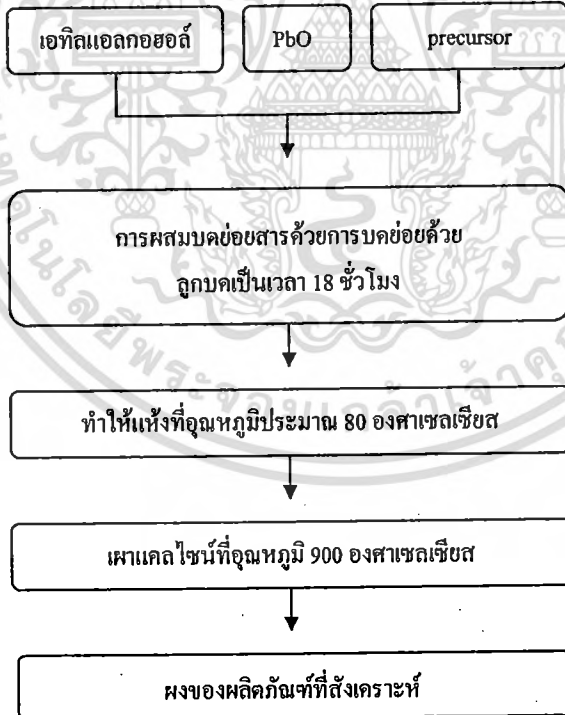 เอทิลแอลกอฮอล์
PbO
precursor
การผสมบดย่อยสารด้วยการบดย่อยด้วย
ลูกบดเป็นเวลา 18 ชั่วโมง
ทำให้แห้งที่อุณหภูมิประมาณ 80 องศาเซลเซียส
เผาแคลไซน์ที่อุณหภูมิ 900 องศาเซลเซียส
ผงของผลิตภัณฑ์ที่สังเคราะห์